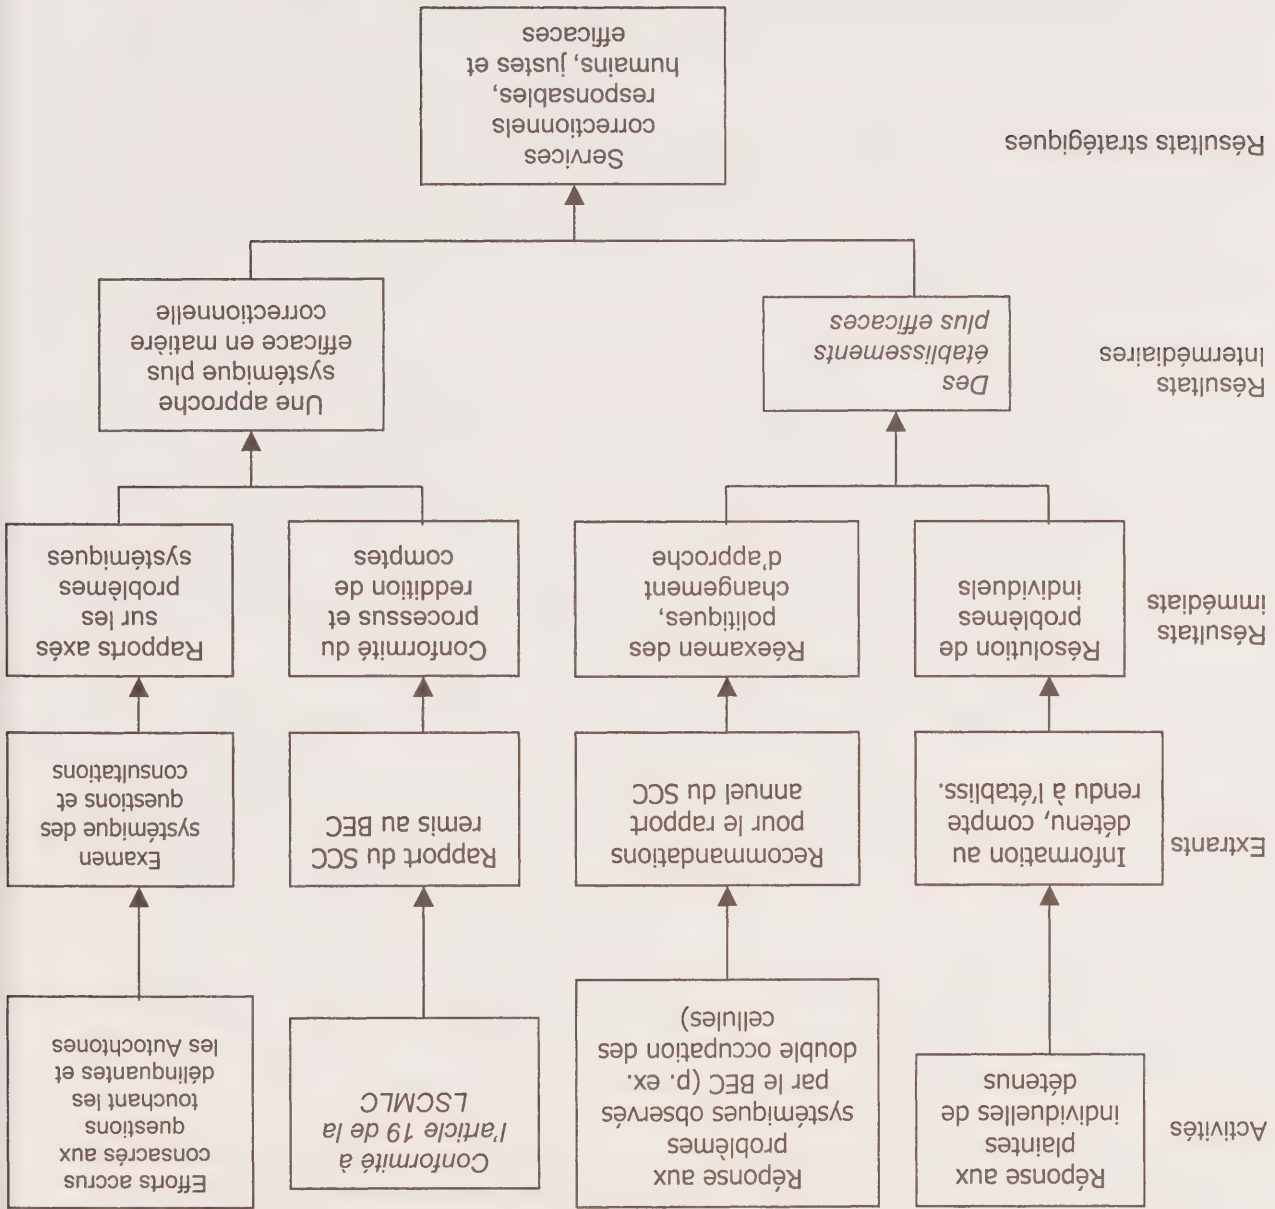 Activités
Réponse aux
plaintes
individuelles de
détenus
Réponse aux
problèmes
systémiques observés
par le BEC (p. ex.
double occupation des
cellules)
Conformité à
l'article 19 de la
LSCMLC
Efforts accrus
consacrés aux
questions
touchant les
délinquantes et
les Autochtones
Extrants
Information au
détenu, compte,
rendu à l'établiss.
Recommandations
pour le rapport
annuel du SCC
Rapport du SCC
remis au BEC
Examen
systémique des
questions et
consultations
Résultats
immédiats
Résolution de
problèmes
individuels
Réexamen des
politiques,
changement
d'approche
Conformité du
processus et
reddition de
comptes
Rapports axés
sur les
problèmes
systémiques
Résultats
Intermédiaires
Des
établissements
plus efficaces
Une approche
systémique plus
efficace en matière
correctionnelle
Résultats stratégiques
Services
correctionnels
responsables,
humains, justes et
efficaces